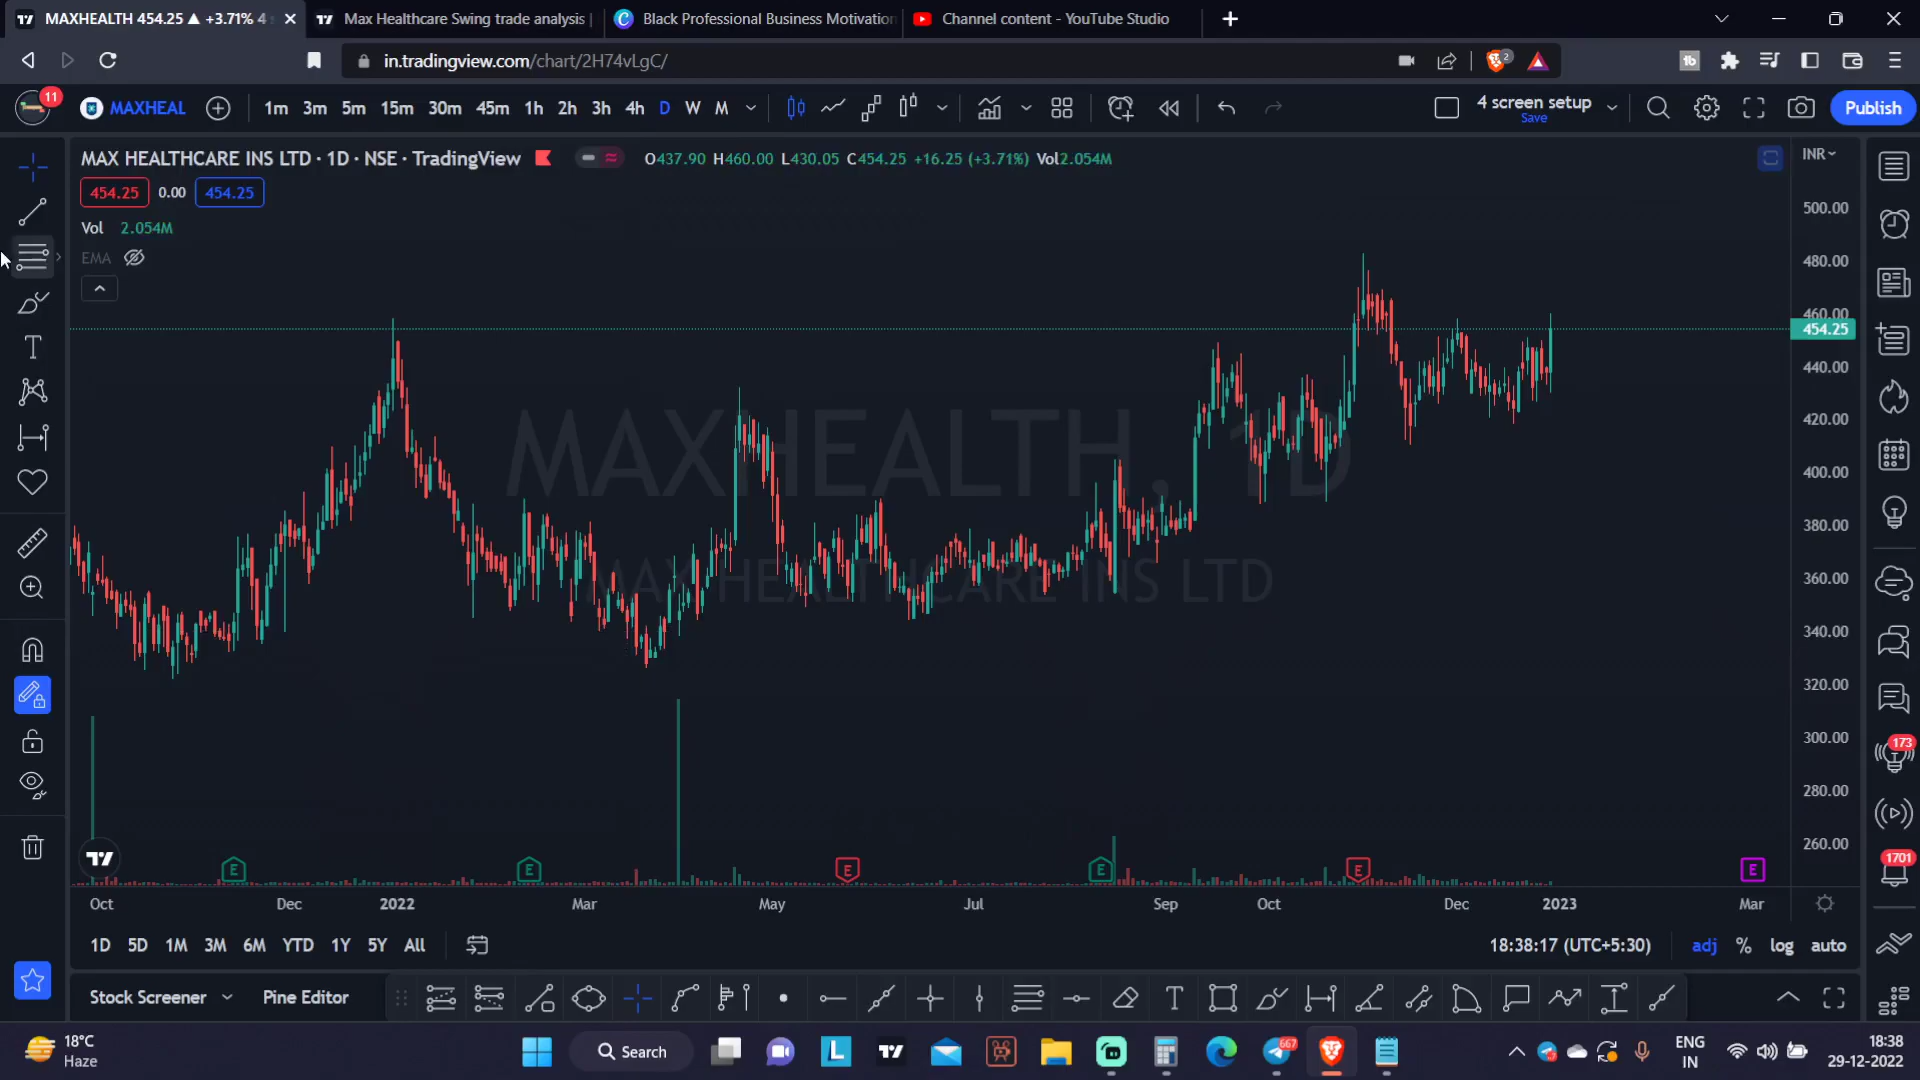 MAXHEALTH 454.25 ▲ +3.71% 4
Max Healthcare Swing trade analysis
Black Professional Business Motivation
Channel content - YouTube Studio
in.tradingview.com/chart/2H74vLgC/
2
11
MAXHEAL
1m 3m 5m 15m 30m 45m 1h 2h 3h 4h D W M
4 screen setup
Save
Publish
MAX HEALTHCARE INS LTD · 1D · NSE · TradingView
O437.90 H460.00 L430.05 C454.25 +16.25 (+3.71%) Vol2.054M
INR
454.25 0.00 454.25
Vol 2.054M
EMA
500.00
480.00
460.00
454.25
440.00
420.00
400.00
380.00
360.00
340.00
320.00
300.00
280.00
260.00
MAXHEALTH, 1D
MAX HEALTHCARE INS LTD
173
1701
E E E E E E
Oct Dec 2022 Mar May Jul Sep Oct Dec 2023 Mar
1D 5D 1M 3M 6M YTD 1Y 5Y All
18:38:17 (UTC+5:30) adj % log auto
Stock Screener Pine Editor
18°C
Haze
Search
667
ENG
IN
18:38
29-12-2022